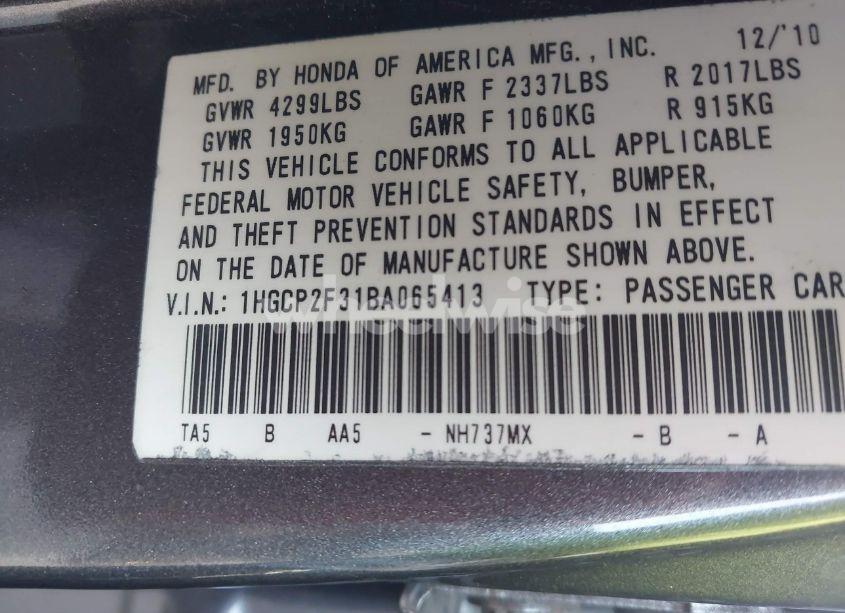 MFD. BY HONDA OF AMERICA MFG., INC. 12/'10
GVWR 4299LBS GAWR F 2337LBS R 2017LBS
GVWR 1950KG GAWR F 1060KG R 915KG
THIS VEHICLE CONFORMS TO ALL APPLICABLE
FEDERAL MOTOR VEHICLE SAFETY, BUMPER,
AND THEFT PREVENTION STANDARDS IN EFFECT
ON THE DATE OF MANUFACTURE SHOWN ABOVE.
V.I.N.: 1HGCP2F31BA065413 TYPE: PASSENGER CAR
wheelwise
TA5 B AA5 - NH737MX - B - A